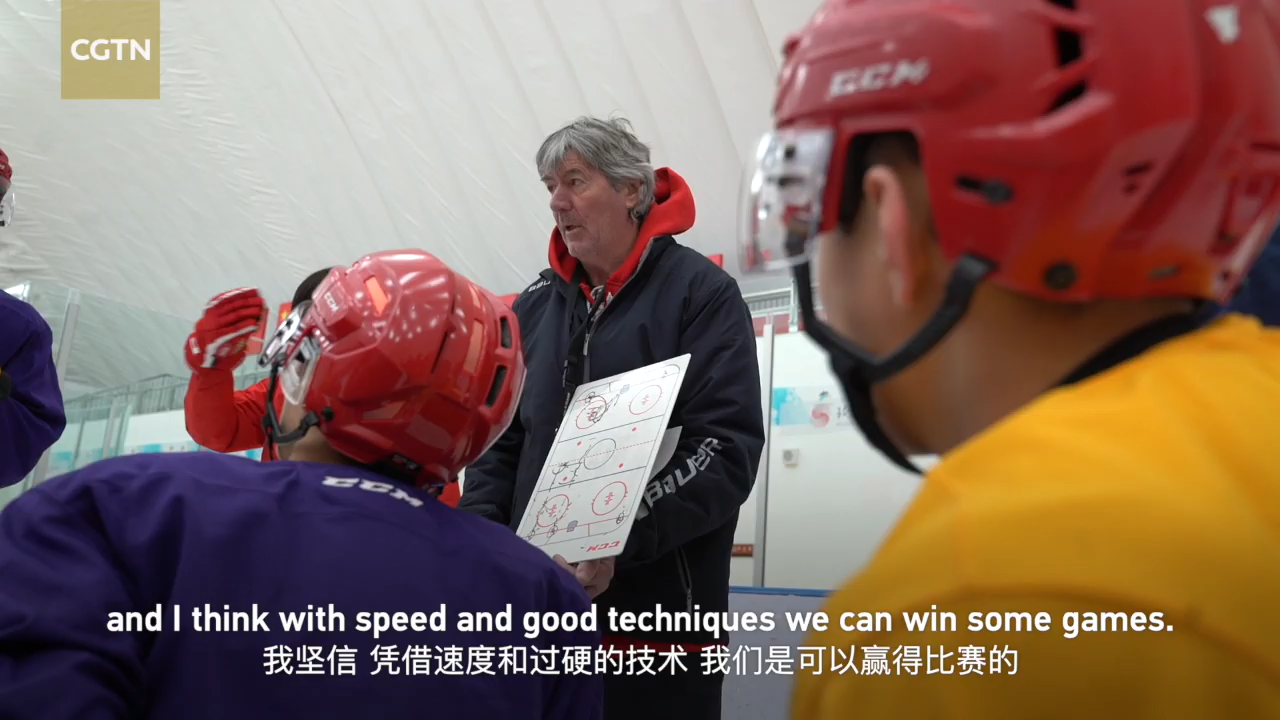 CGTN
CCM
CCM
CCM
BAUER
CCM
and I think with speed and good techniques we can win some games.
我坚信 凭借速度和过硬的技术 我们是可以赢得比赛的